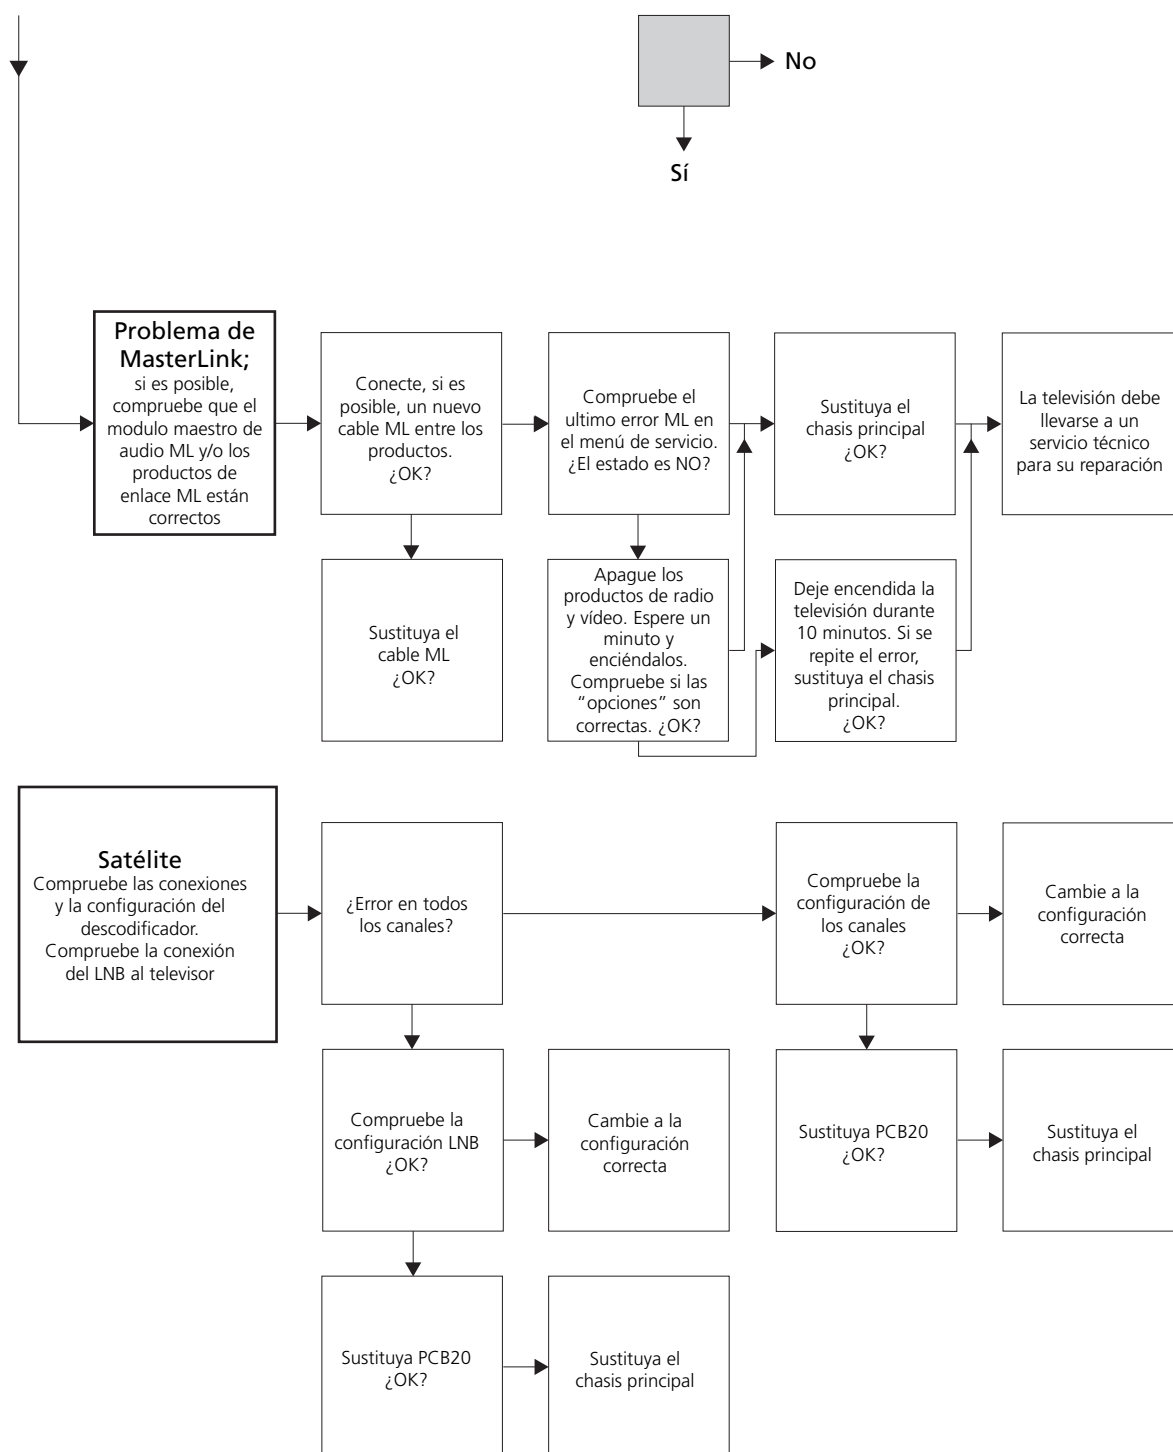 No
Sí
Problema de
MasterLink;
si es posible,
compruebe que el
modulo maestro de
audio ML y/o los
productos de
enlace ML están
correctos
Conecte, si es
posible, un nuevo
cable ML entre los
productos.
¿OK?
Compruebe el
ultimo error ML en
el menú de servicio.
¿El estado es NO?
Sustituya el
chasis principal
¿OK?
La televisión debe
llevarse a un
servicio técnico
para su reparación
Sustituya el
cable ML
¿OK?
Apague los
productos de radio
y vídeo. Espere un
minuto y
enciéndalos.
Compruebe si las
“opciones” son
correctas. ¿OK?
Deje encendida la
televisión durante
10 minutos. Si se
repite el error,
sustituya el chasis
principal.
¿OK?
Satélite
Compruebe las conexiones
y la configuración del
descodificador.
Compruebe la conexión
del LNB al televisor
¿Error en todos
los canales?
Compruebe la
configuración de
los canales
¿OK?
Cambie a la
configuración
correcta
Compruebe la
configuración LNB
¿OK?
Cambie a la
configuración
correcta
Sustituya PCB20
¿OK?
Sustituya el
chasis principal
Sustituya PCB20
¿OK?
Sustituya el
chasis principal